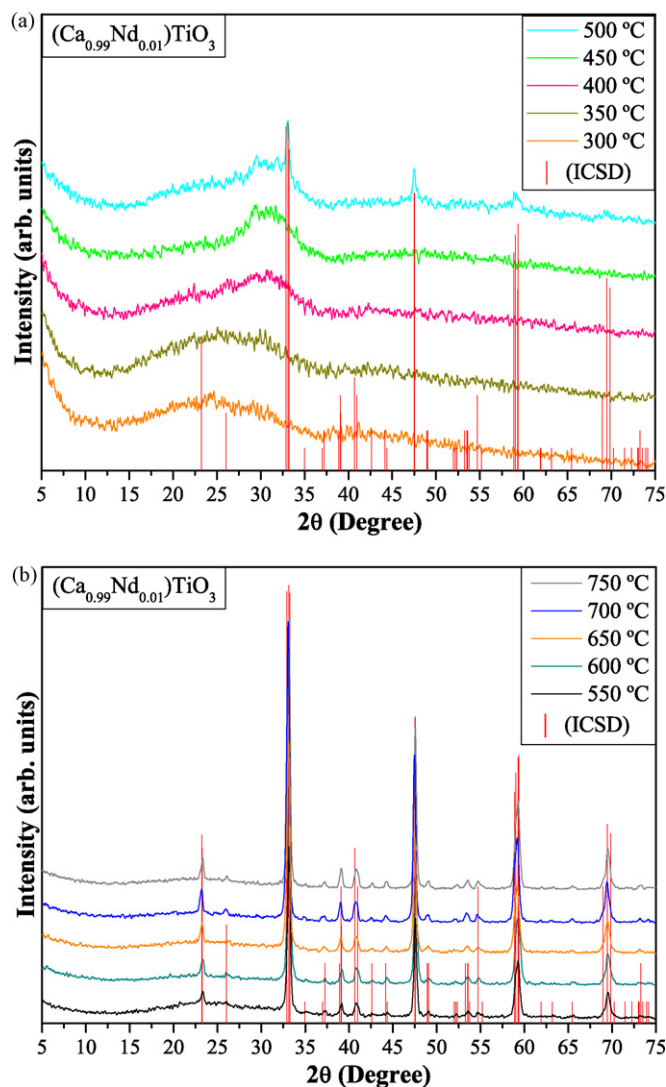 (a)
(Ca0.99Nd0.01)TiO3
500 ºC
450 ºC
400 ºC
350 ºC
300 ºC
(ICSD)
Intensity (arb. units)
5 10 15 20 25 30 35 40 45 50 55 60 65 70 75
2θ (Degree)
(b)
(Ca0.99Nd0.01)TiO3
750 ºC
700 ºC
650 ºC
600 ºC
550 ºC
(ICSD)
Intensity (arb. units)
5 10 15 20 25 30 35 40 45 50 55 60 65 70 75
2θ (Degree)